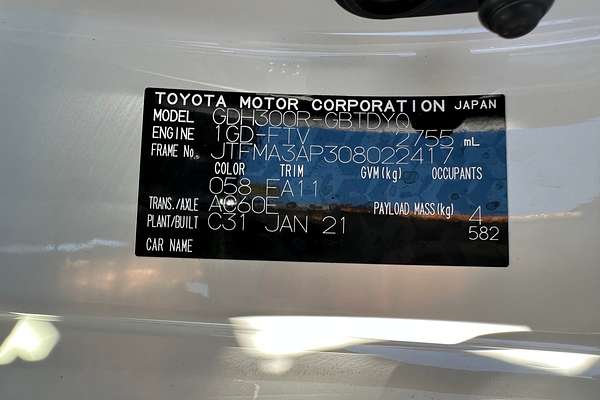 TOYOTA MOTOR CORPORATION JAPAN
MODEL GDH300R-GBTDYQ
ENGINE 1GD-FTV 2755 mL
FRAME No. JTFMA3AP308022417
COLOR TRIM GVM(kg) OCCUPANTS
058 EA11
TRANS./AXLE AC60E PAYLOAD MASS(kg) 4
PLANT/BUILT C31 JAN 21 582
CAR NAME